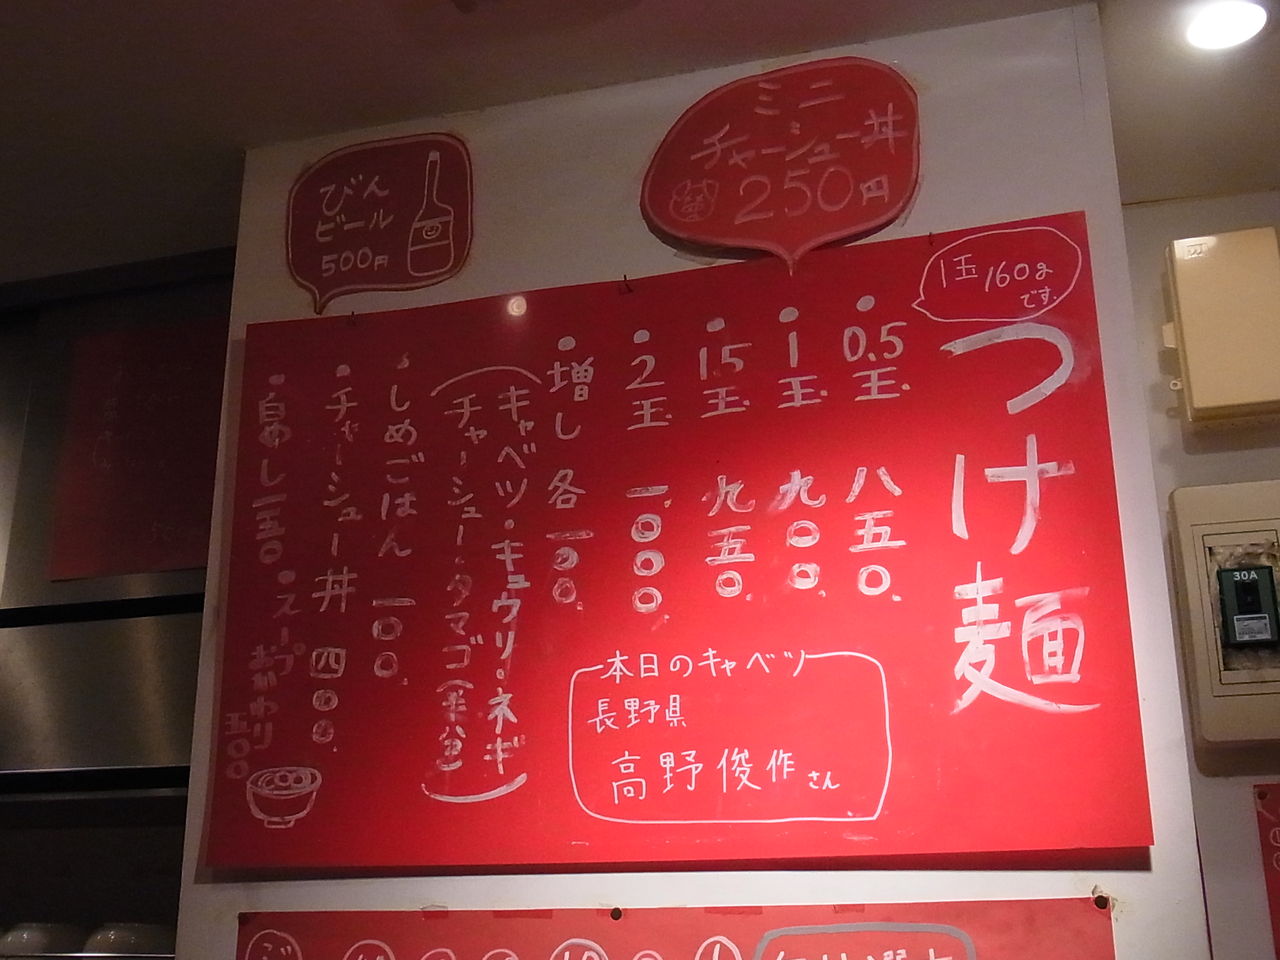 びん
ビール
500円
ミニ
チャーシュー丼
250円
1玉160g
です。
つけ麺
0.5玉. 八五〇.
1玉. 九〇〇.
1.5玉. 九五〇.
2玉. 一〇〇〇.
増し 各一〇〇.
(キャベツ・キュウリ・ネギ
チャーシュー・タマゴ
しめごはん 一〇〇.
チャーシュー丼 四〇〇.
白めし一五〇
スープ
おかわり
五〇〇
本日のキャベツ
長野県
高野俊作さん
30A